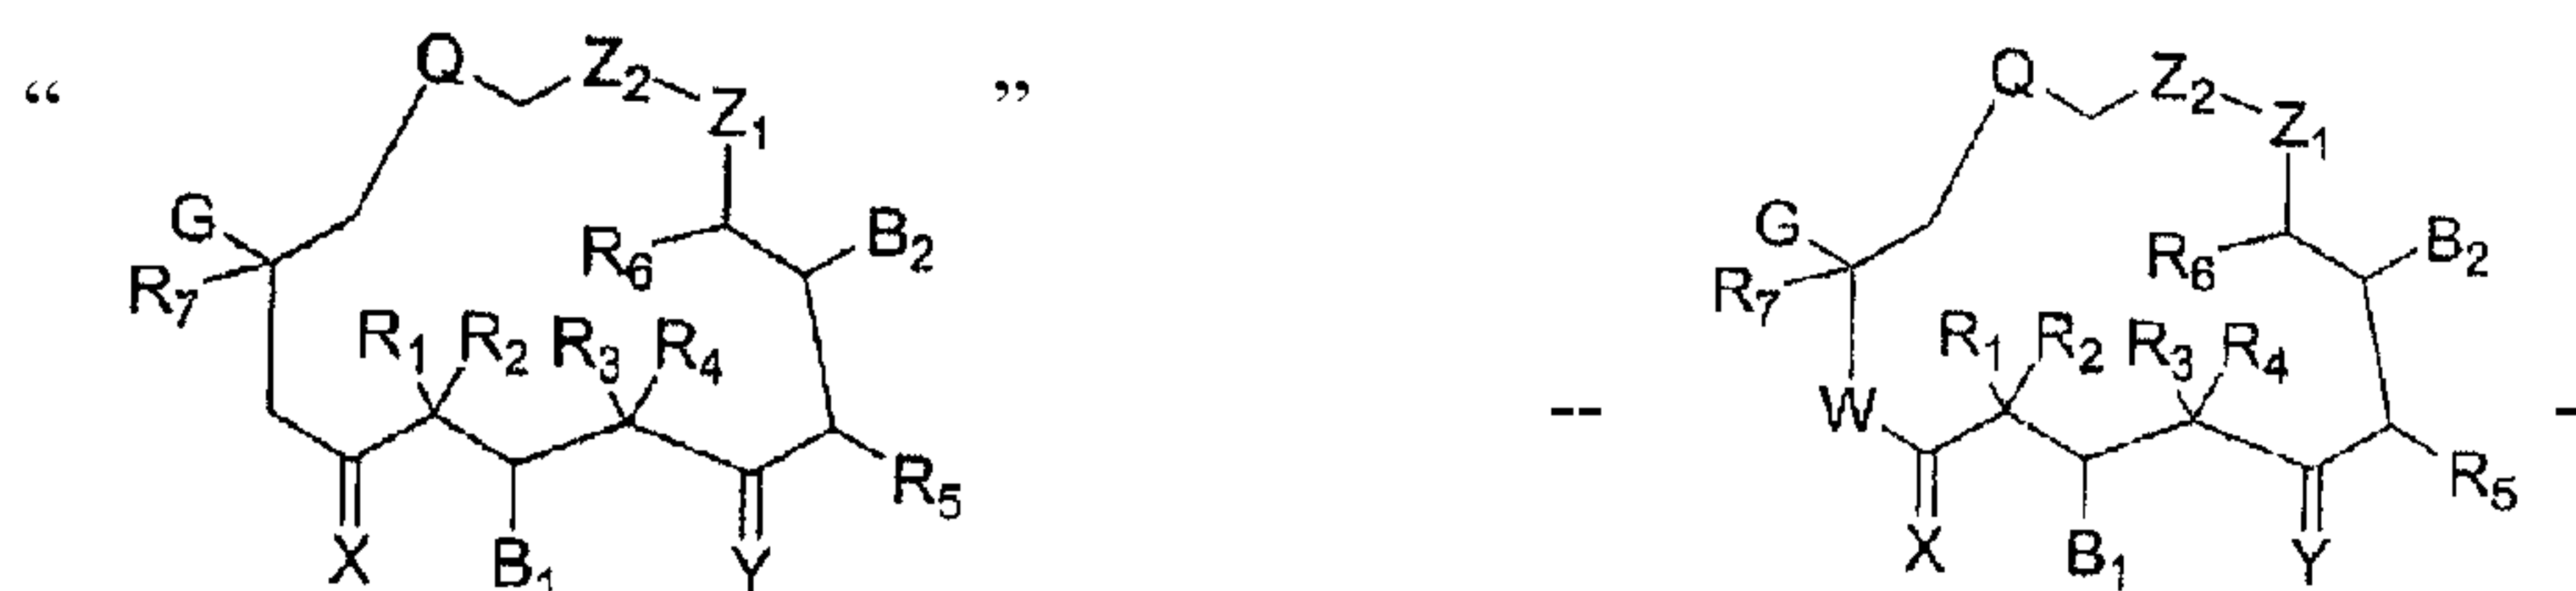 “ Q Z2 Z1 ” Q Z2 Z1
G R6 B2 G R6 B2
R7 R1 R2 R3 R4 R7 R1 R2 R3 R4
-- W -
R5 R5
X B1 Y X B1 Y